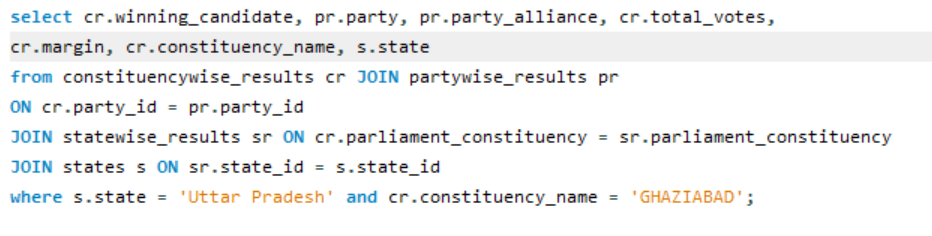 select cr.winning_candidate, pr.party, pr.party_alliance, cr.total_votes,
cr.margin, cr.constituency_name, s.state
from constituencywise_results cr JOIN partywise_results pr
ON cr.party_id = pr.party_id
JOIN statewise_results sr ON cr.parliament_constituency = sr.parliament_constituency
JOIN states s ON sr.state_id = s.state_id
where s.state = 'Uttar Pradesh' and cr.constituency_name = 'GHAZIABAD';